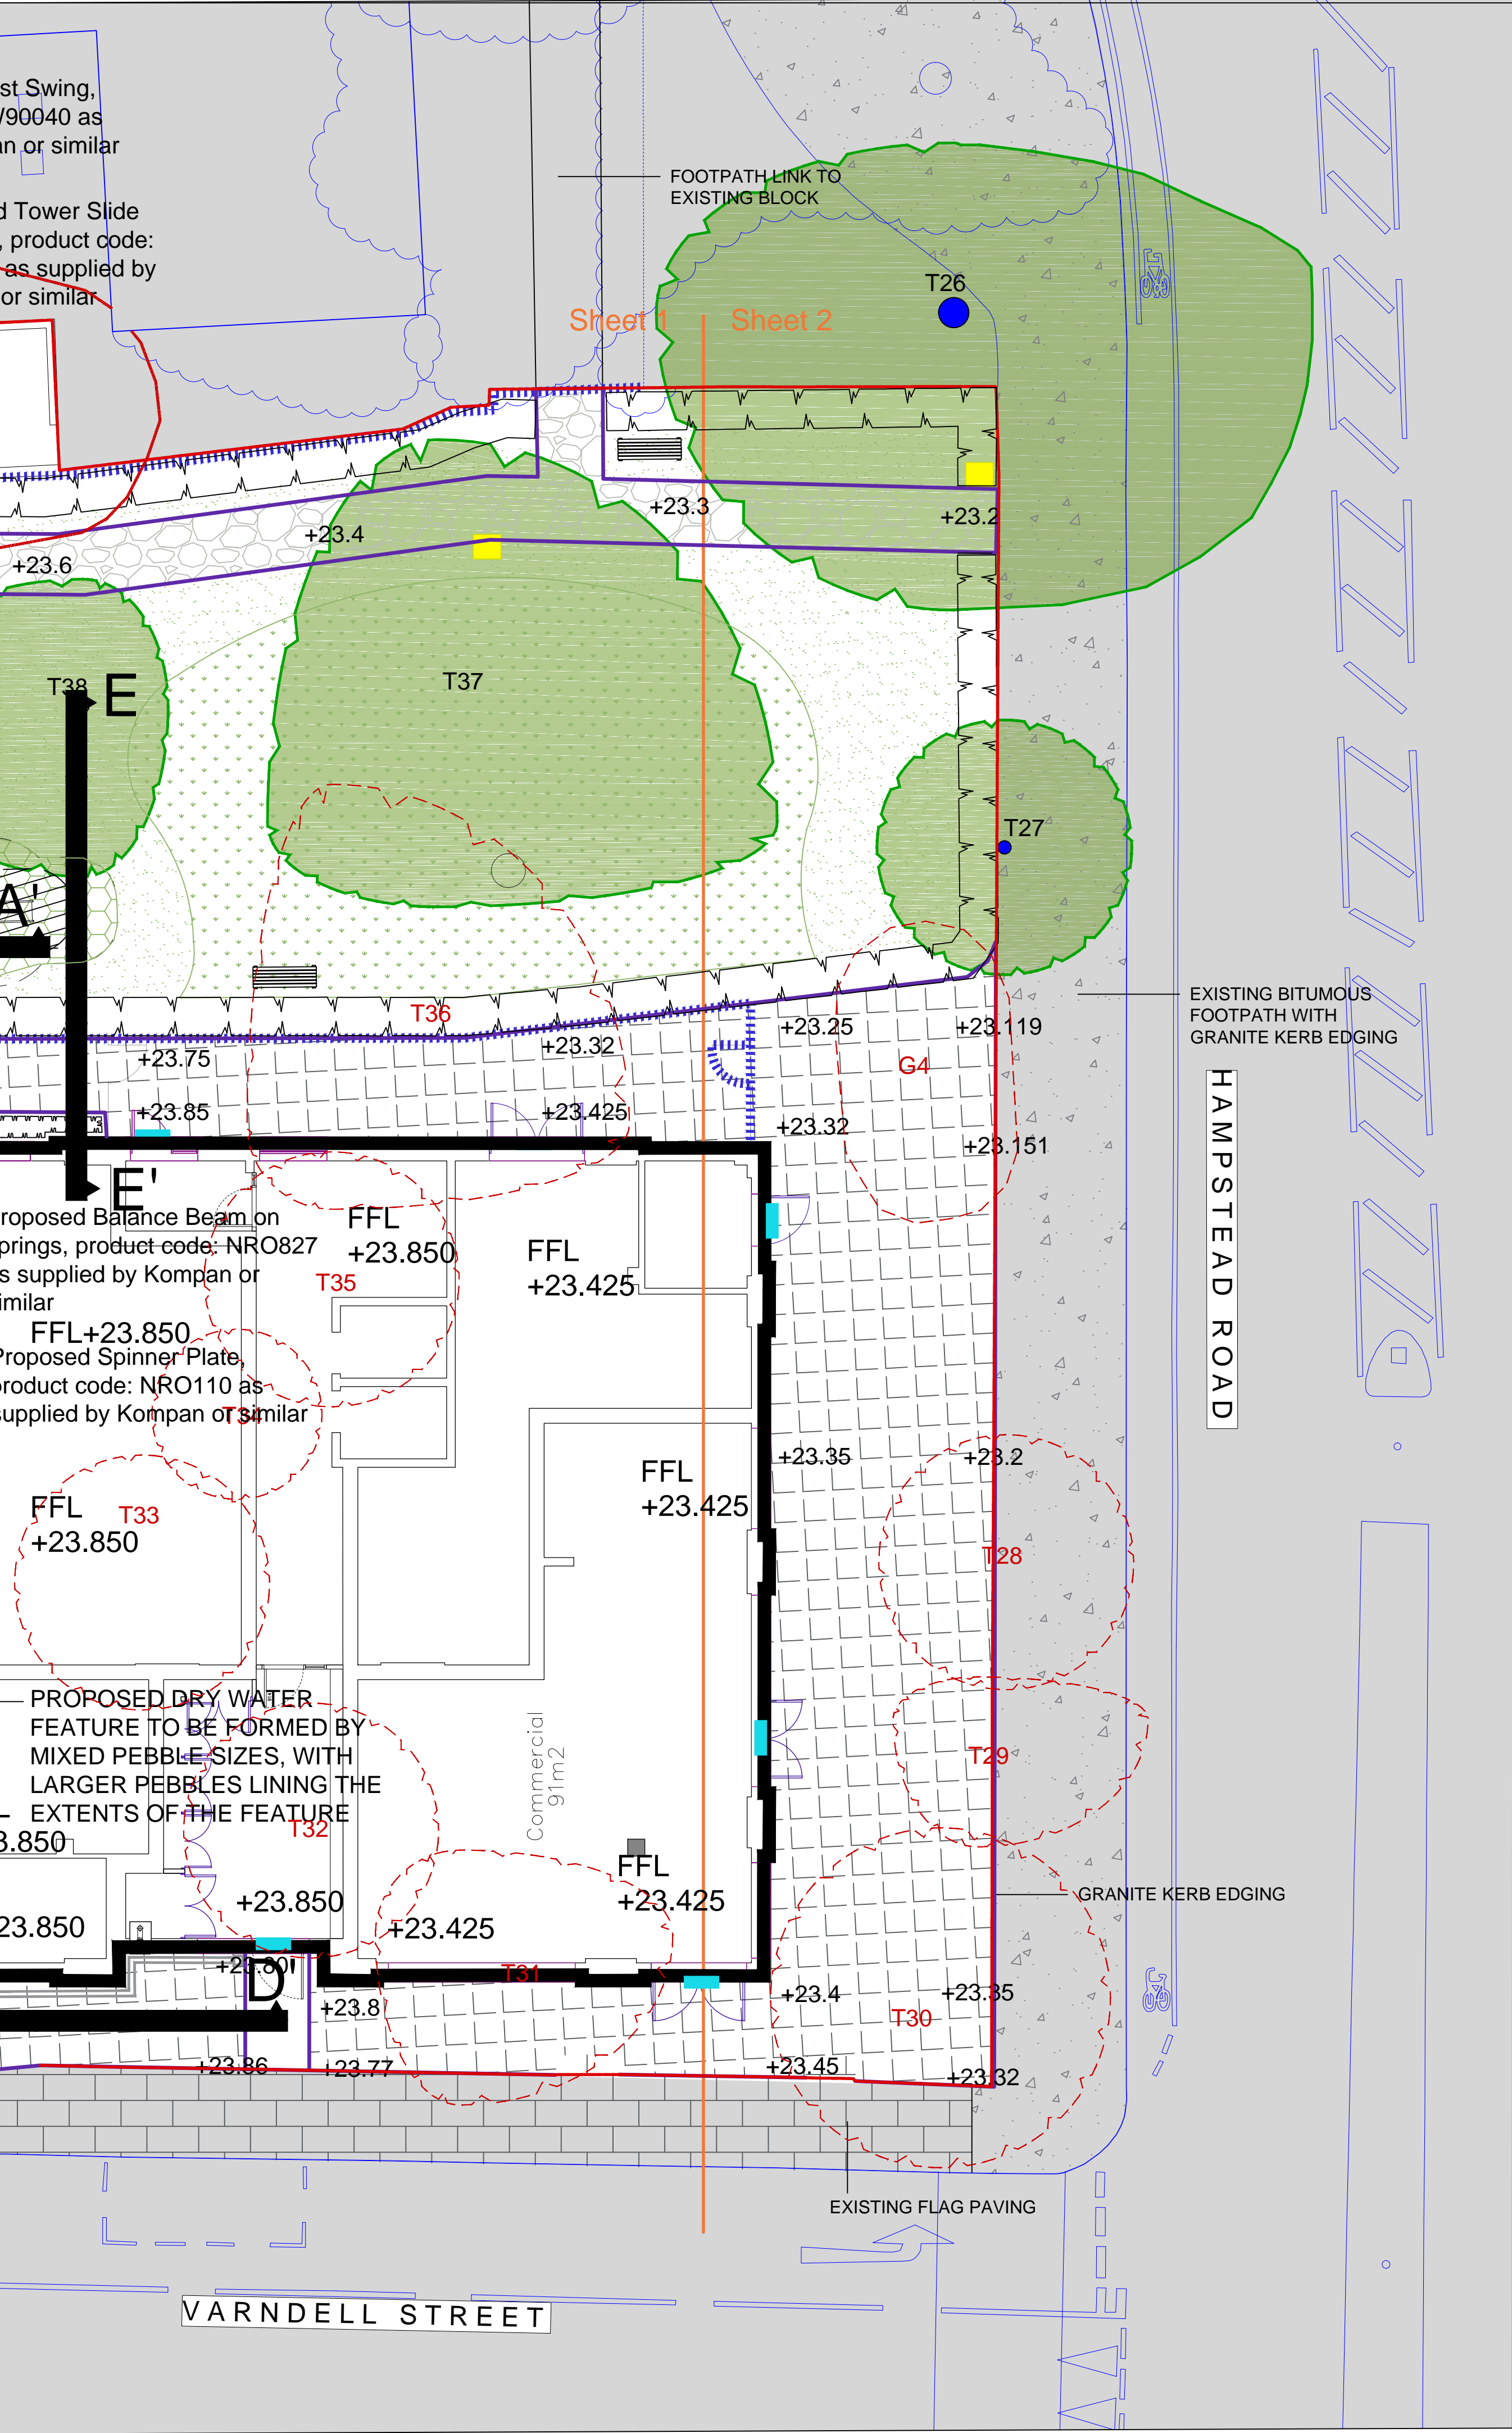 st Swing,
W90040 as
an or similar
d Tower Slide
, product code:
as supplied by
or similar
FOOTPATH LINK TO
EXISTING BLOCK
T26
Sheet 1
Sheet 2
+23.3
+23.2
+23.4
+23.6
T38
E
T37
T27
A'
T36
EXISTING BITUMOUS
FOOTPATH WITH
GRANITE KERB EDGING
+23.25
+23.119
+23.32
+23.75
G4
+23.85
+23.425
+23.32
+23.151
HAMPSTEAD ROAD
E'
roposed Balance Beam on
prings, product code: NRO827
s supplied by Kompan or
imilar
FFL
+23.850
FFL
+23.425
T35
FFL+23.850
Proposed Spinner Plate,
product code: NRO110 as
supplied by Kompan or similar
T34
+23.35
+23.2
FFL
+23.425
FFL
+23.850
T33
T28
PROPOSED DRY WATER
FEATURE TO BE FORMED BY
MIXED PEBBLE SIZES, WITH
LARGER PEBBLES LINING THE
EXTENTS OF THE FEATURE
T29
Commercial
91m2
T32
3.850
FFL
+23.425
GRANITE KERB EDGING
+23.850
23.850
+23.425
T31
+23.80
D'
+23.8
+23.4
+23.35
T30
+23.86
+23.77
+23.45
+23.32
EXISTING FLAG PAVING
VARNDELL STREET